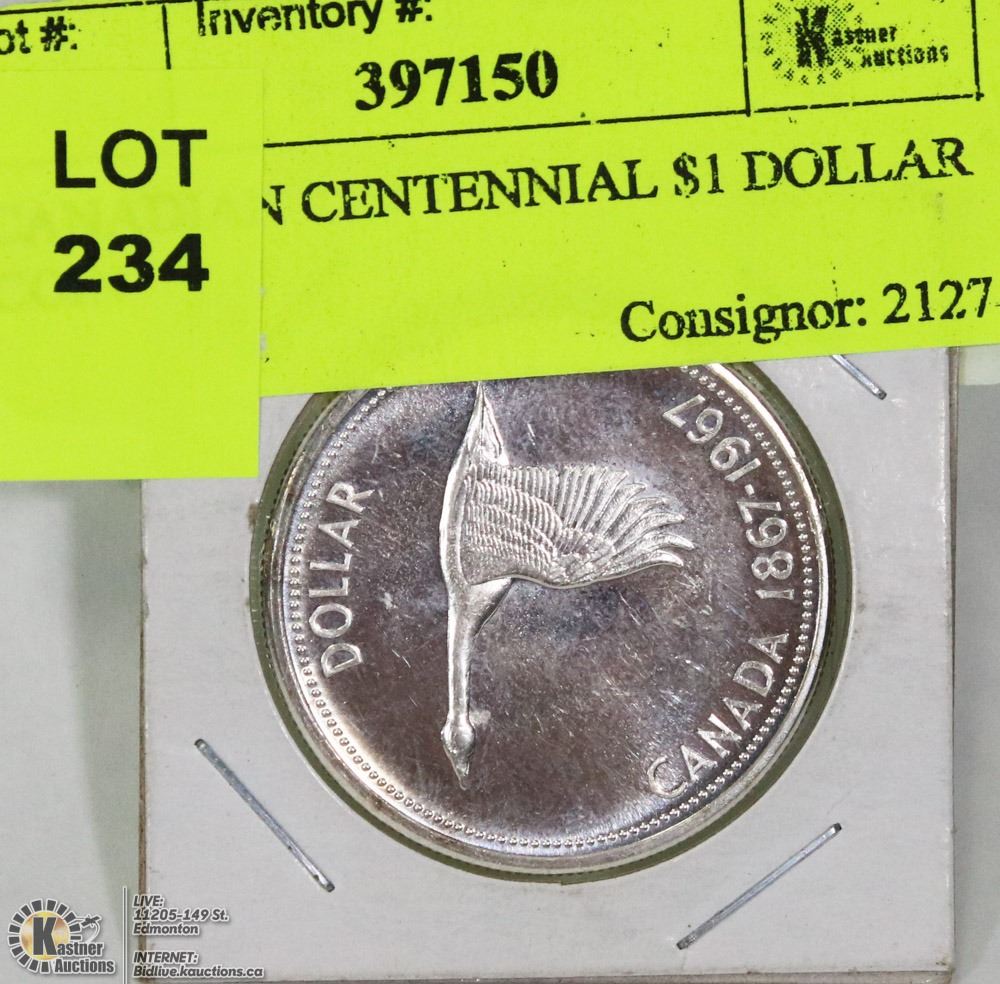 ot #:
Inventory #:
397150
Kastner
Auctions
LOT
234
N CENTENNIAL $1 DOLLAR
Consignor: 2127
DOLLAR
CANADA 1867-1967
Kastner
Auctions
LIVE:
11205-149 St.
Edmonton
INTERNET:
Bidlive.kauctions.ca